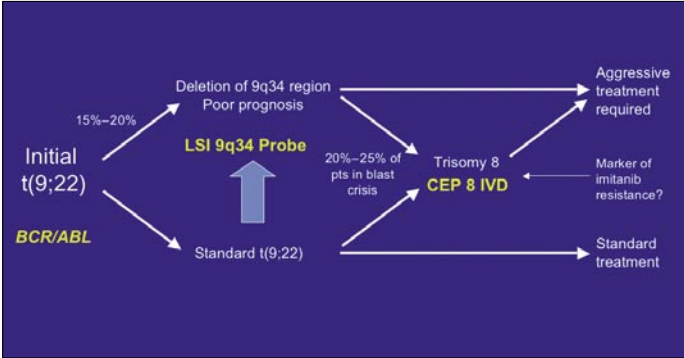 Deletion of 9q34 region
Poor prognosis
Aggressive
treatment
required
15%–20%
LSI 9q34 Probe
Initial
t(9;22)
20%–25% of
pts in blast
crisis
Trisomy 8
CEP 8 IVD
Marker of
imitanib
resistance?
BCR/ABL
Standard t(9;22)
Standard
treatment